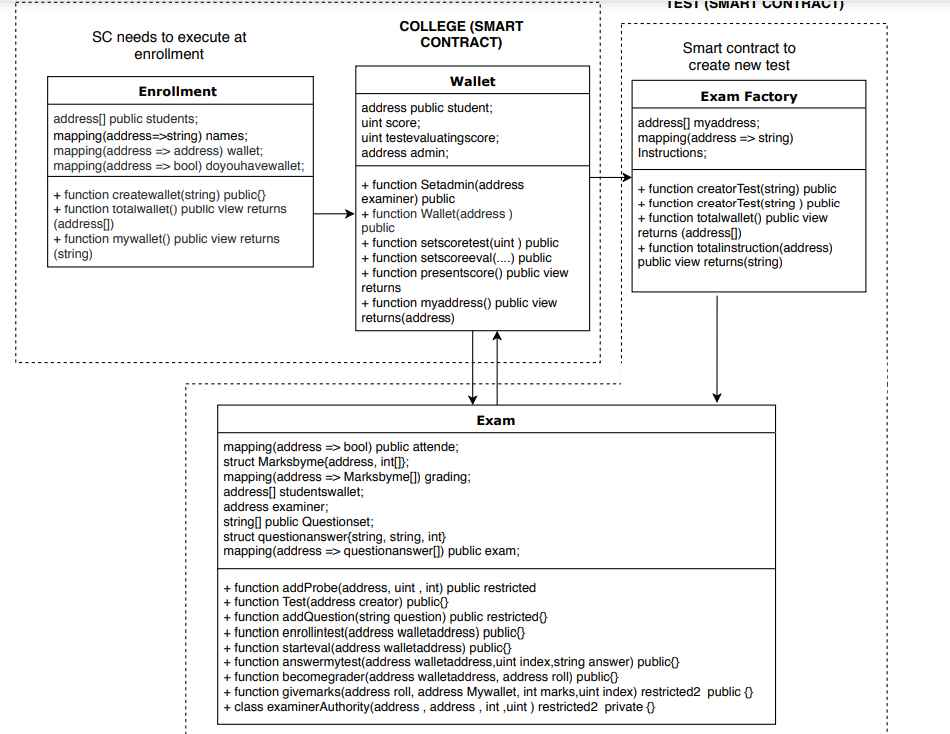 TEST (SMART CONTRACT)
COLLEGE (SMART
CONTRACT)
SC needs to execute at
enrollment
Smart contract to
create new test
Enrollment
address[] public students;
mapping(address=>string) names;
mapping(address => address) wallet;
mapping(address => bool) doyouhavewallet;
+ function createwallet(string) public{}
+ function totalwallet() public view returns
(address[])
+ function mywallet() public view returns
(string)
Wallet
address public student;
uint score;
uint testevaluatingscore;
address admin;
+ function Setadmin(address
examiner) public
+ function Wallet(address )
public
+ function setscoretest(uint ) public
+ function setscoreeval(....) public
+ function presentscore() public view
returns
+ function myaddress() public view
returns(address)
Exam Factory
address[] myaddress;
mapping(address => string)
Instructions;
+ function creatorTest(string) public
+ function creatorTest(string ) public
+ function totalwallet() public view
returns (address[])
+ function totalinstruction(address)
public view returns(string)
Exam
mapping(address => bool) public attende;
struct Marksbyme{address, int[]};
mapping(address => Marksbyme[]) grading;
address[] studentswallet;
address examiner;
string[] public Questionset;
struct questionanswer{string, string, int}
mapping(address => questionanswer[]) public exam;
+ function addProbe(address, uint , int) public restricted
+ function Test(address creator) public{}
+ function addQuestion(string question) public restricted{}
+ function enrollintest(address walletaddress) public{}
+ function starteval(address walletaddress) public{}
+ function answermytest(address walletaddress,uint index,string answer) public{}
+ function becomegrader(address walletaddress, address roll) public{}
+ function givemarks(address roll, address Mywallet, int marks,uint index) restricted2 public {}
+ class examinerAuthority(address , address , int ,uint ) restricted2 private {}